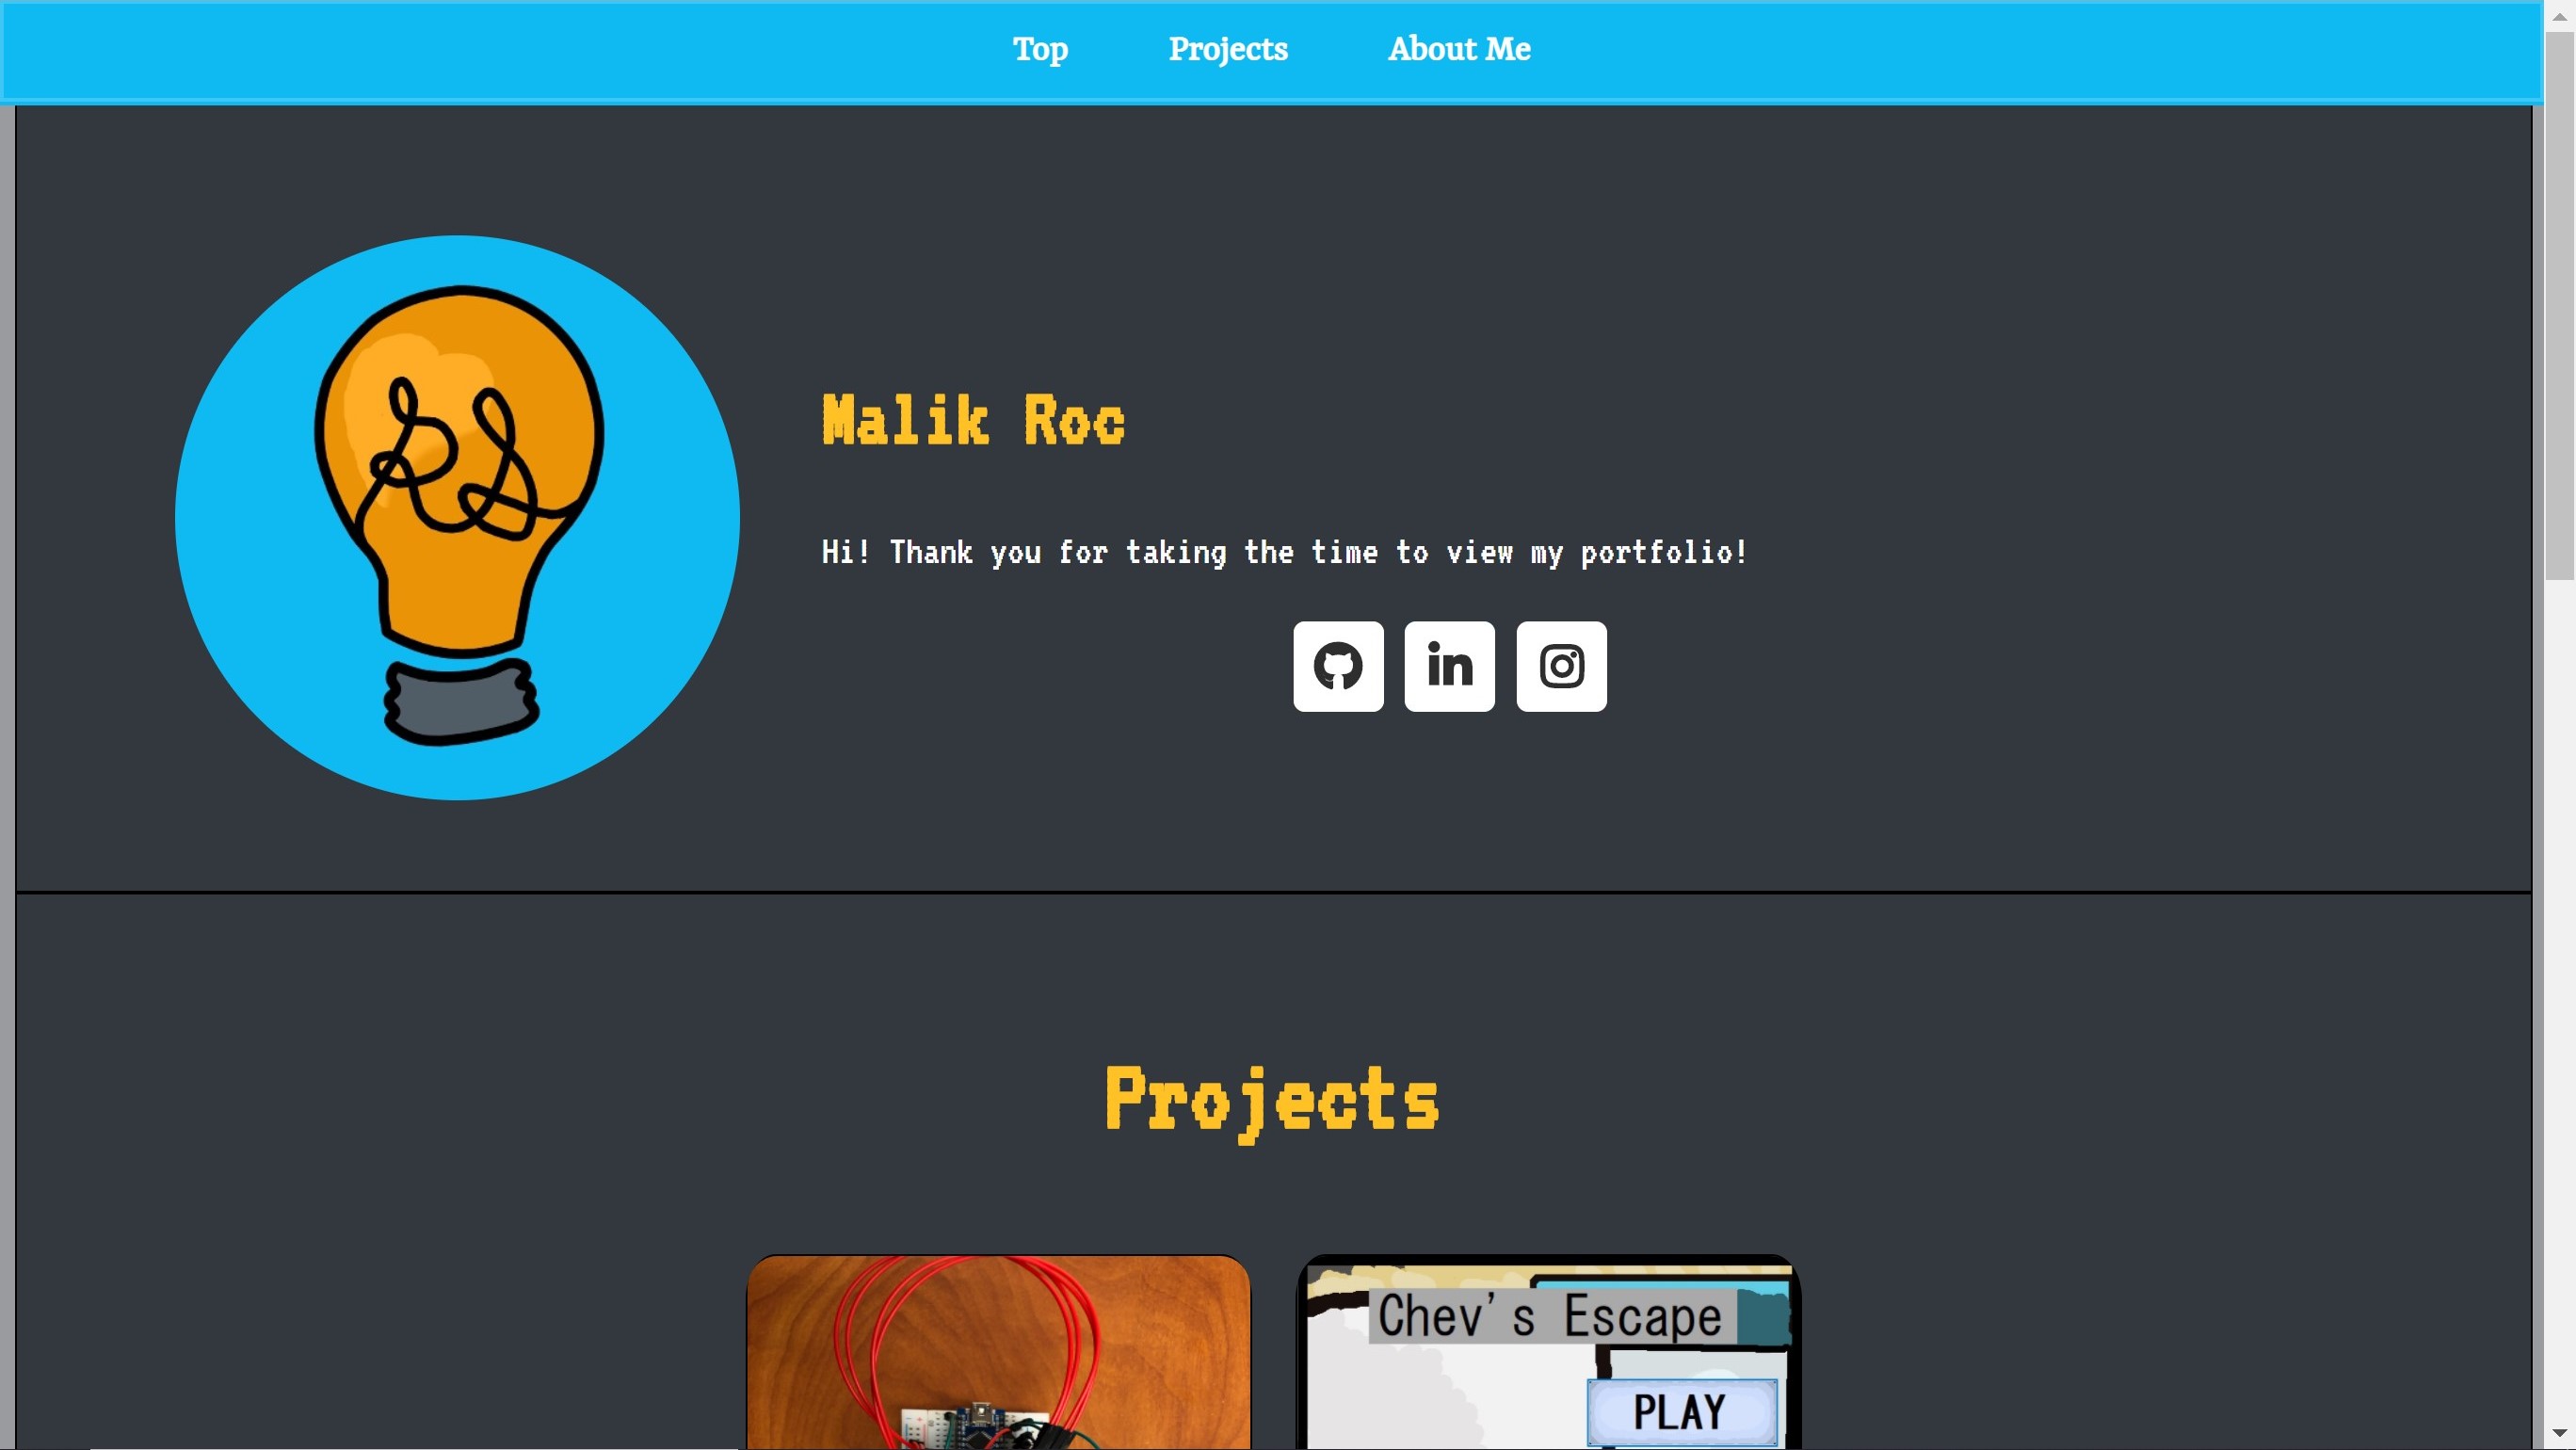 Top Projects About Me
Malik Roc
Hi! Thank you for taking the time to view my portfolio!
in
Projects
Chev's Escape
PLAY